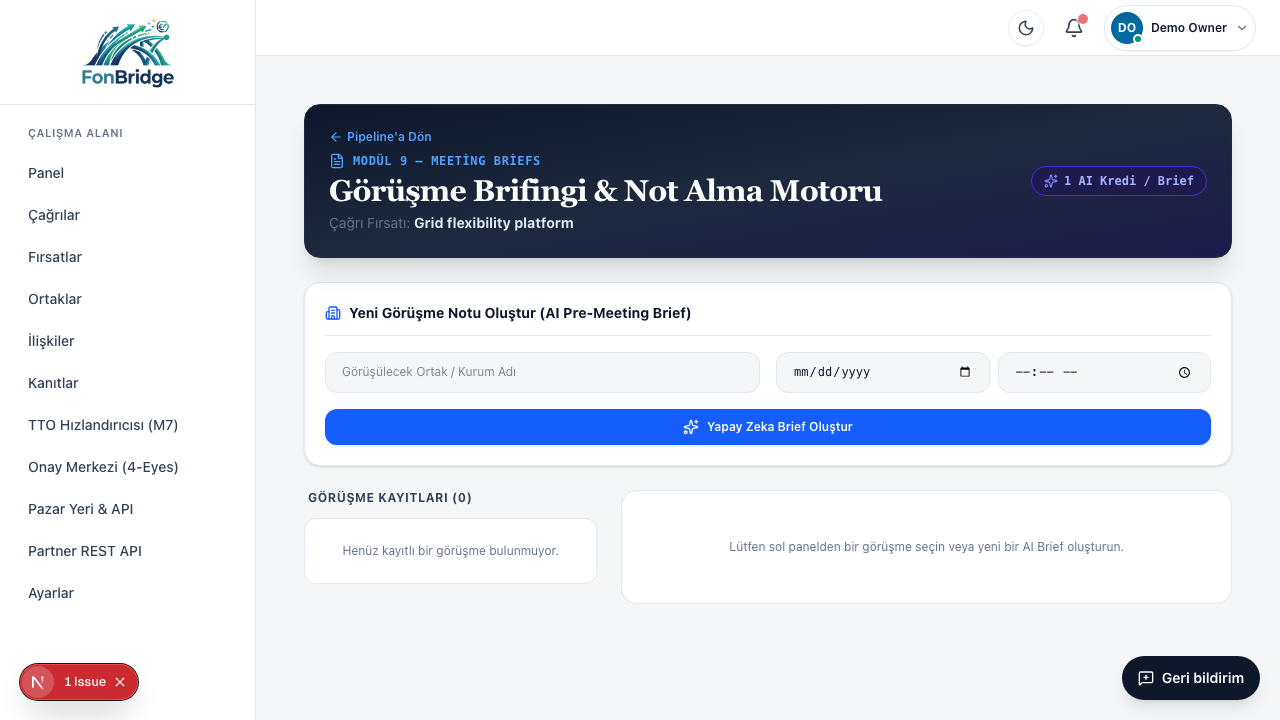 FonBridge
DO
Demo Owner
ÇALIŞMA ALANI
Panel
Çağrılar
Fırsatlar
Ortaklar
İlişkiler
Kanıtlar
TTO Hızlandırıcısı (M7)
Onay Merkezi (4-Eyes)
Pazar Yeri & API
Partner REST API
Ayarlar
N 1 Issue
Pipeline'a Dön
MODÜL 9 — MEETİNG BRİEFS
Görüşme Brifingi & Not Alma Motoru
Çağrı Fırsatı: Grid flexibility platform
1 AI Kredi / Brief
Yeni Görüşme Notu Oluştur (AI Pre-Meeting Brief)
Görüşülecek Ortak / Kurum Adı
mm/dd/yyyy
--:-- --
Yapay Zeka Brief Oluştur
GÖRÜŞME KAYITLARI (0)
Henüz kayıtlı bir görüşme bulunmuyor.
Lütfen sol panelden bir görüşme seçin veya yeni bir AI Brief oluşturun.
Geri bildirim